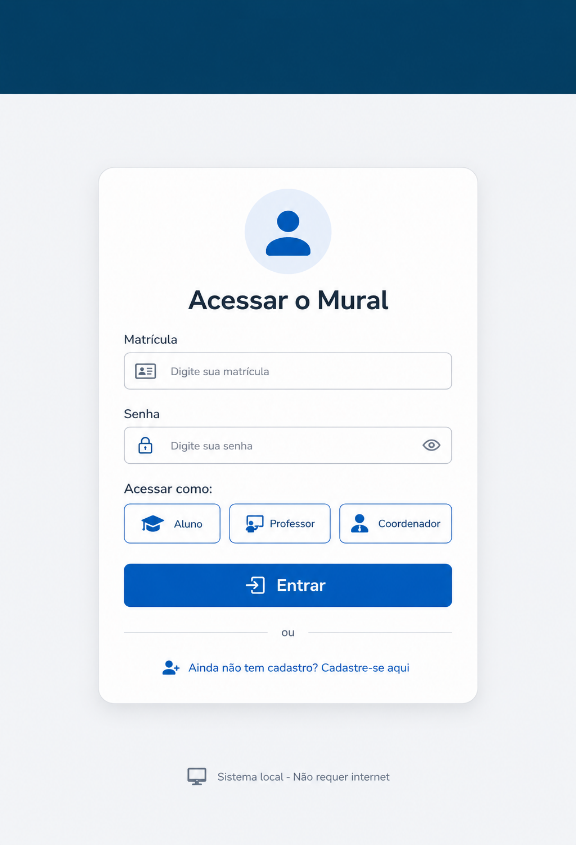 Acessar o Mural
Matrícula
Digite sua matrícula
Senha
Digite sua senha
Acessar como:
Aluno
Professor
Coordenador
Entrar
ou
Ainda não tem cadastro? Cadastre-se aqui
Sistema local - Não requer internet